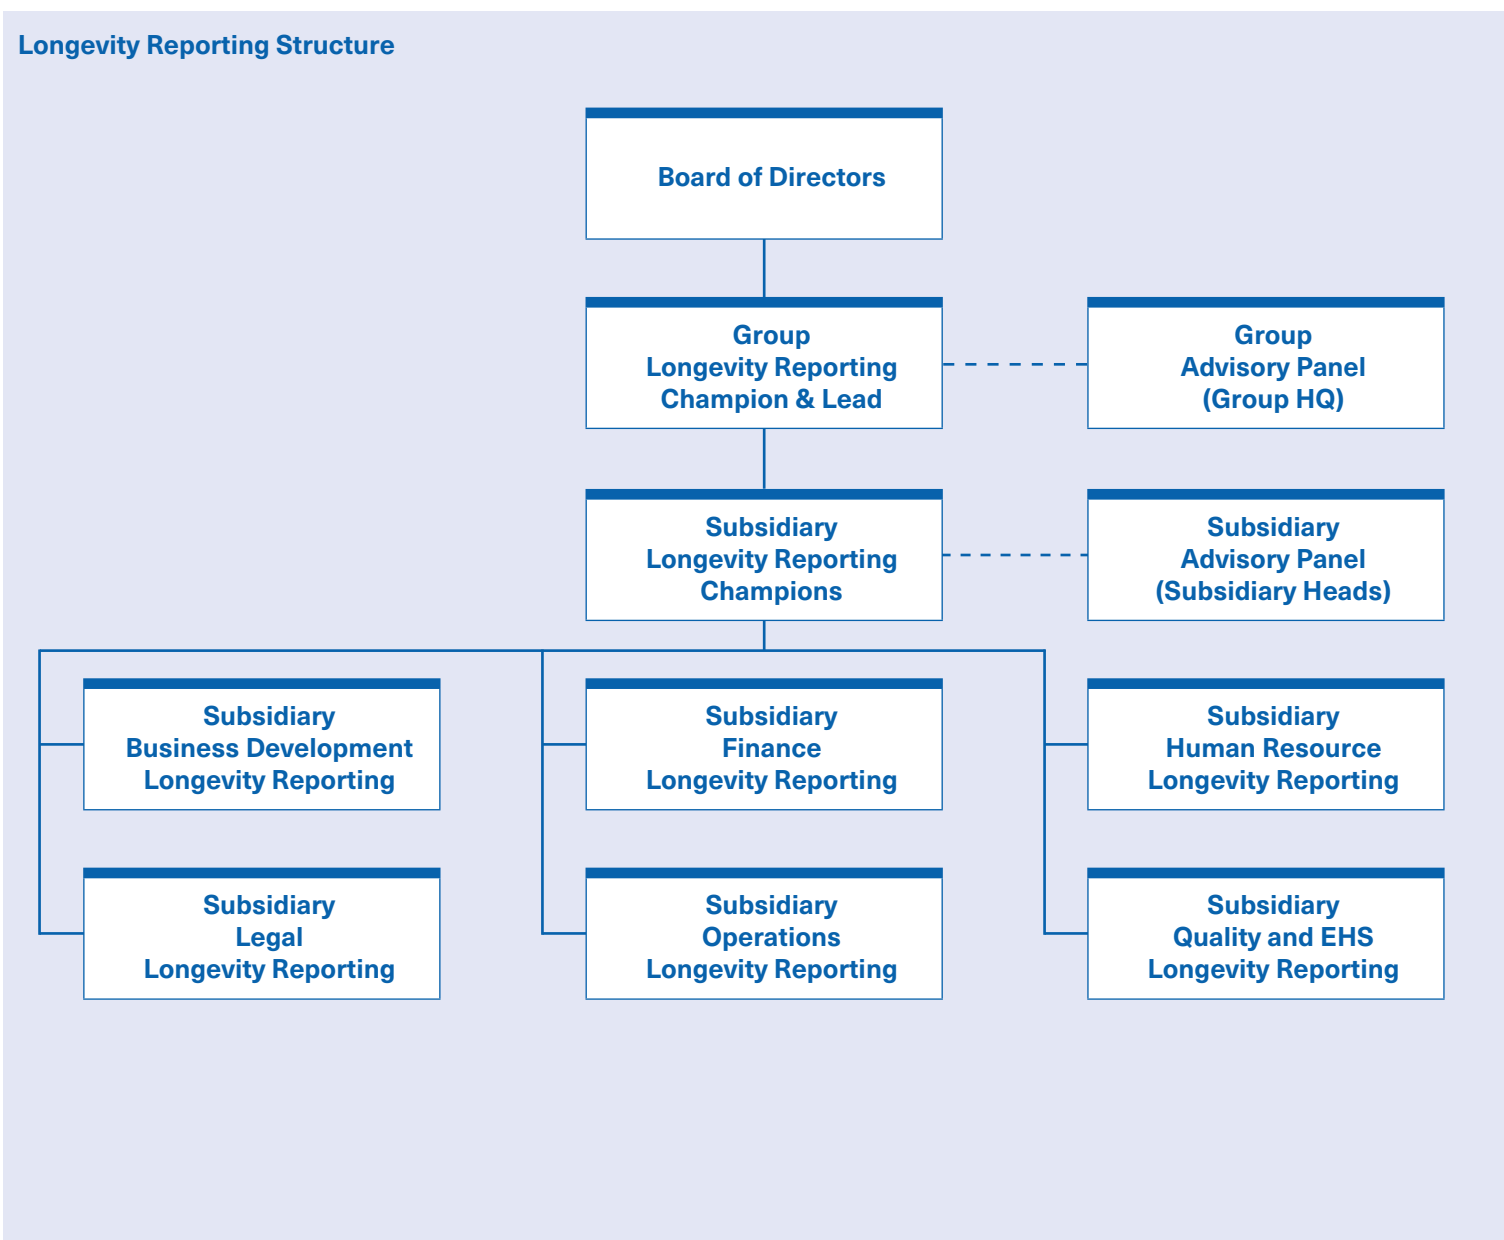 Longevity Reporting Structure
Board of Directors
Group
Longevity Reporting
Champion & Lead
Group
Advisory Panel
(Group HQ)
Subsidiary
Longevity Reporting
Champions
Subsidiary
Advisory Panel
(Subsidiary Heads)
Subsidiary
Business Development
Longevity Reporting
Subsidiary
Finance
Longevity Reporting
Subsidiary
Human Resource
Longevity Reporting
Subsidiary
Legal
Longevity Reporting
Subsidiary
Operations
Longevity Reporting
Subsidiary
Quality and EHS
Longevity Reporting